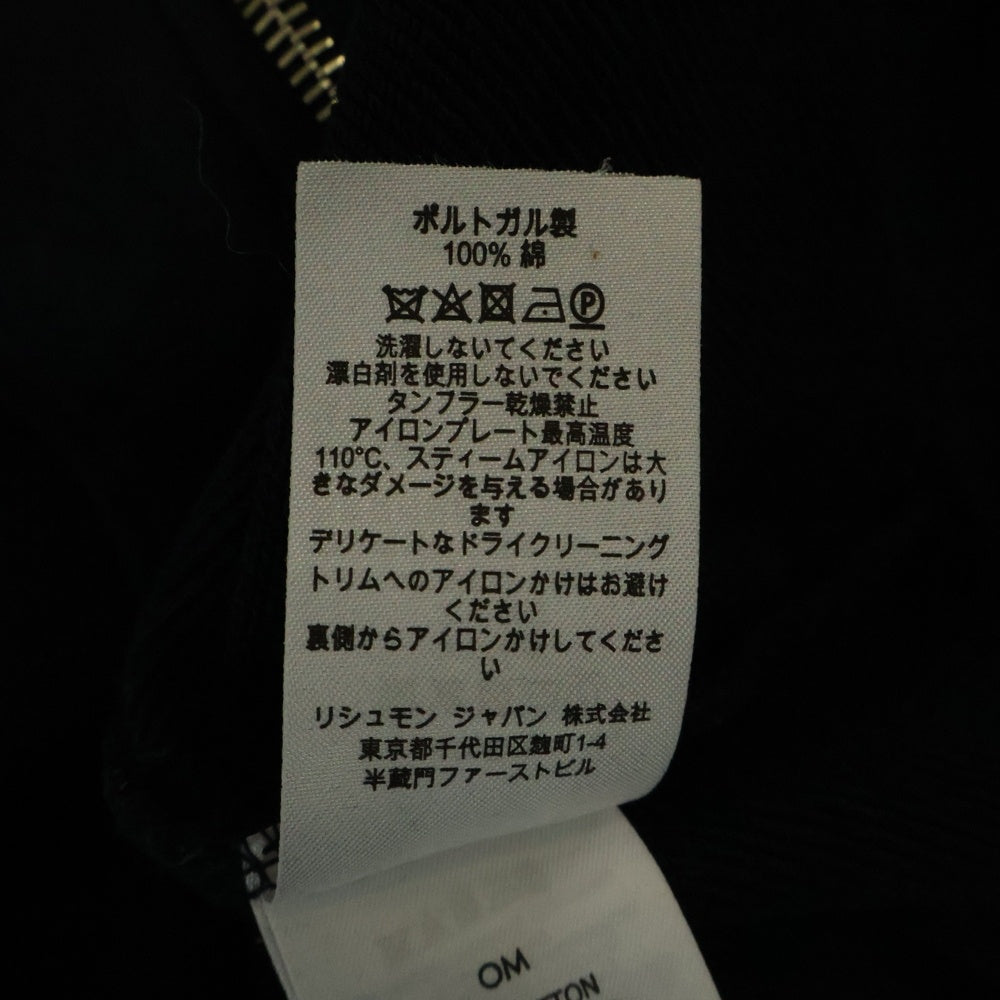 ポルトガル製
100% 綿
P
洗濯しないてください
漂白剤を使用しないでください
タンブラー乾燥禁止
アイロンプレート最高温度
110°C、スティームアイロンは大
きなダメージを与える場合があり
ます
デリケートなドライクリーニング
トリムへのアイロンかけはお避け
ください
裏側からアイロンかけしてくださ
い
リシュモン ジャパン 株式会社
東京都千代田区麹町1-4
半蔵門ファーストビル
OM